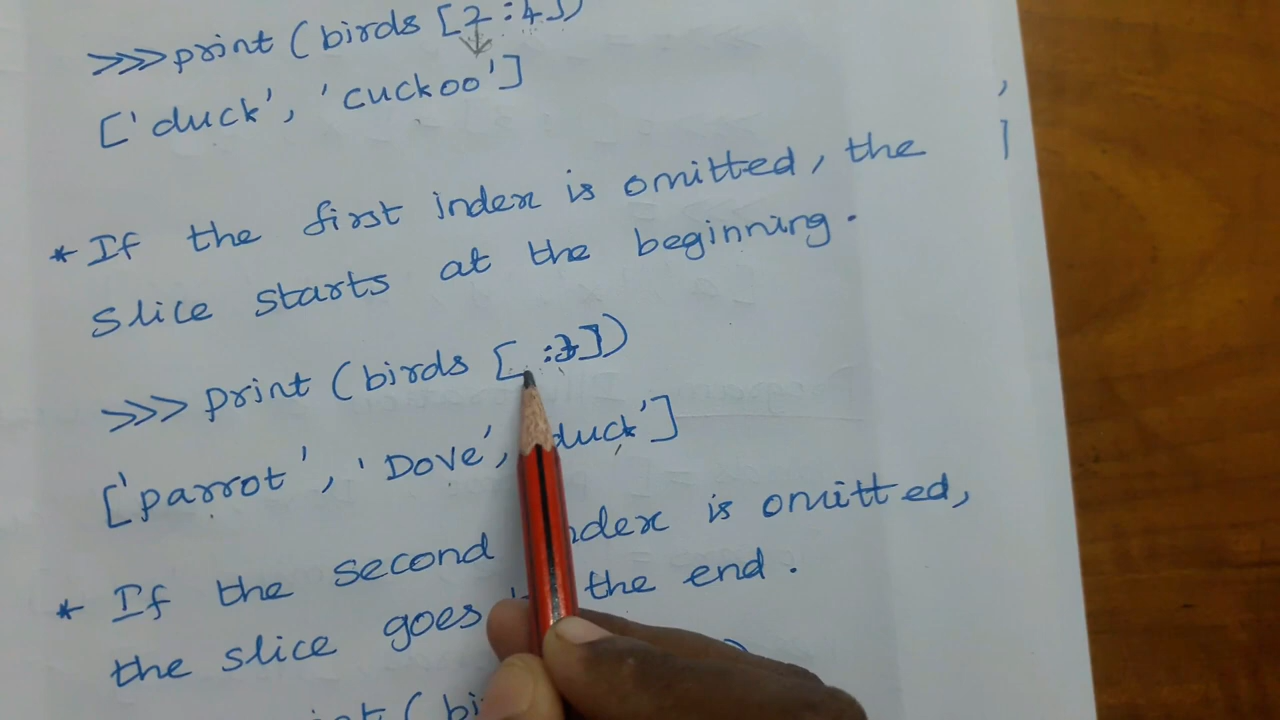 >>>print (birds [2:4])
['duck', 'cuckoo']
* If the first index is omitted, the
slice starts at the beginning.
>>> print (birds [ :3])
['parrot', 'Dove', 'duck']
* If the second index is omitted,
the slice goes the end.